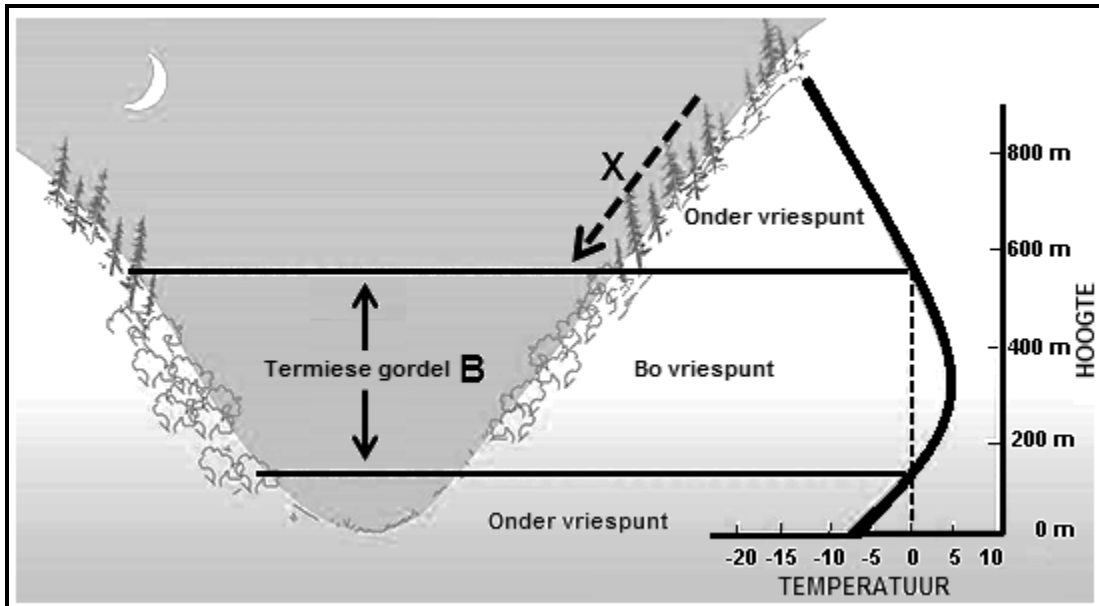 X
Onder vriespunt
Termiese gordel B
Bo vriespunt
Onder vriespunt
800 m
600 m
400 m
200 m
0 m
HOOGTE
-20 -15 -10 -5 0 5 10
TEMPERATUUR